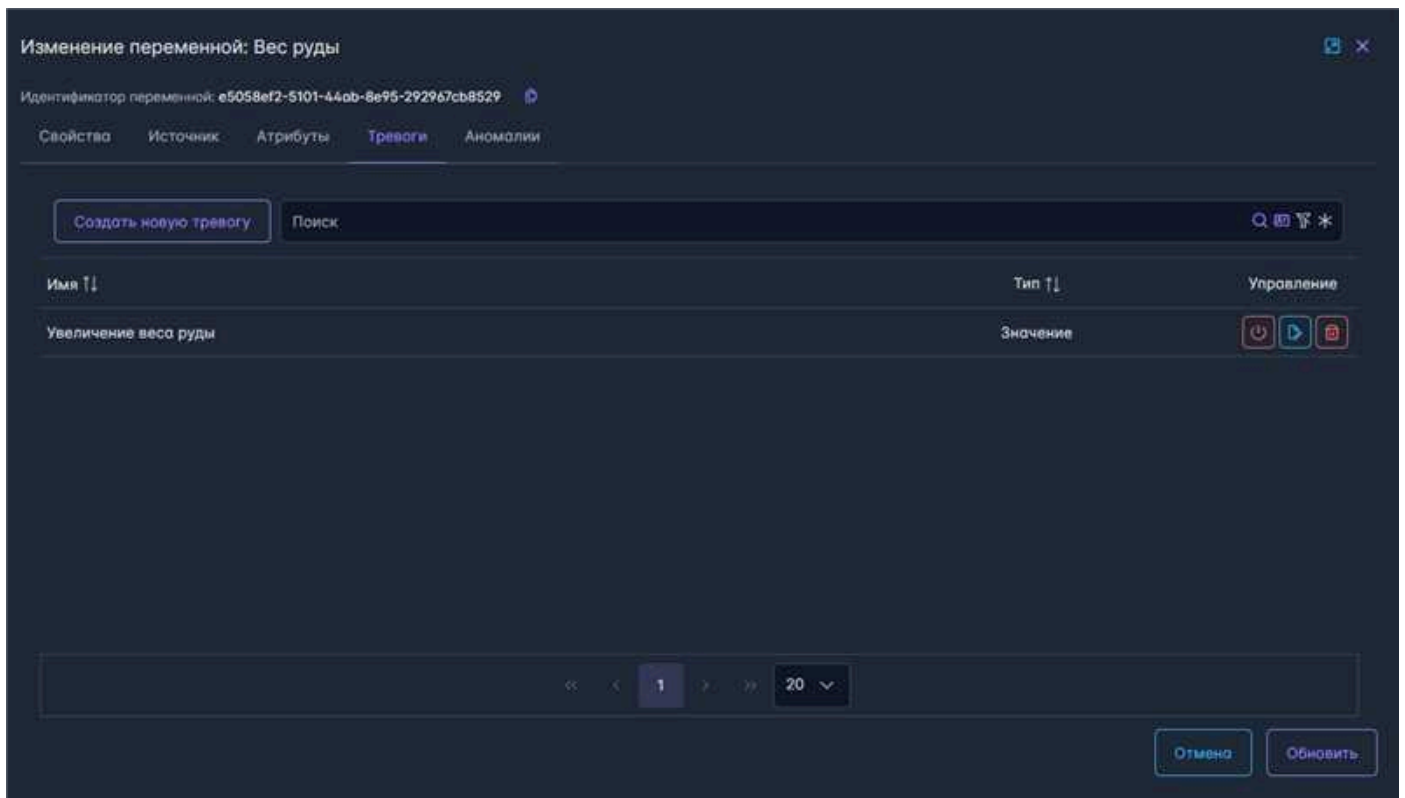 Изменение переменной: Вес руды
Идентификатор переменной: e5058ef2-5101-44ab-8e95-292967cb8529
Свойства Источник Атрибуты Тревоги Аномалии
Создать новую тревогу Поиск
Имя Тип Управление
Увеличение веса руды Значение
« < 1 > » 20
Отмена Обновить